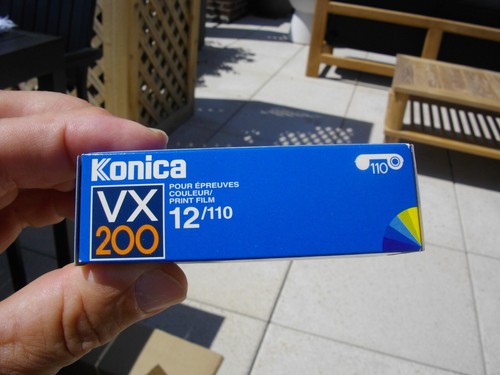 Konica
VX
200
POUR ÉPREUVES
COULEUR/
PRINT FILM
12/110
110